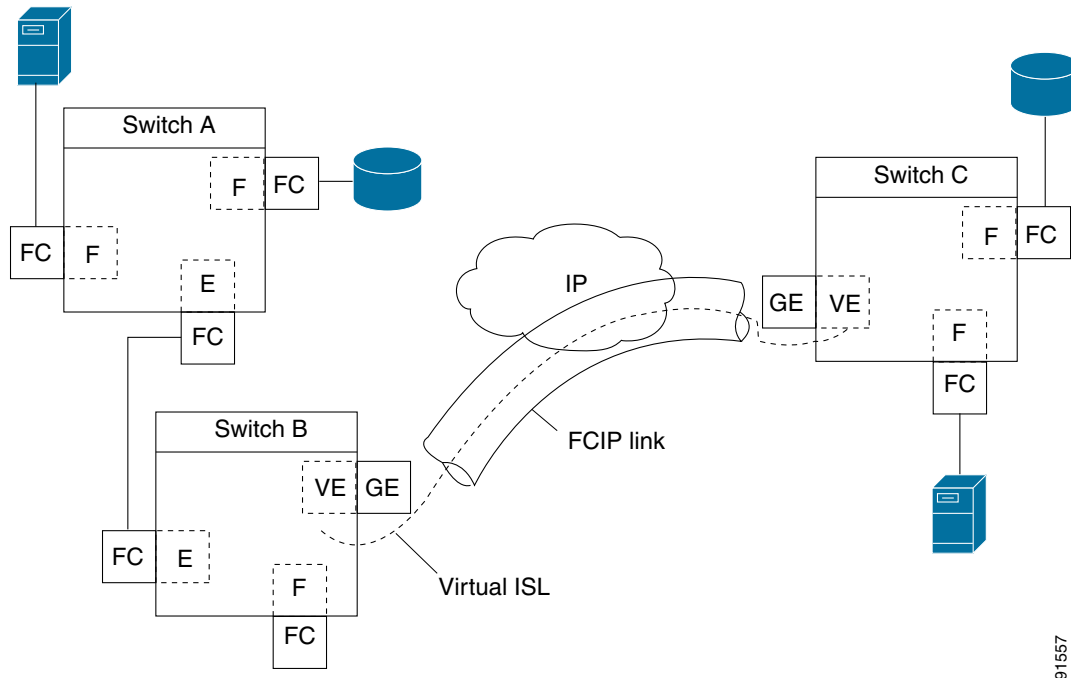 Switch A
F FC
FC F
E
FC
Switch B
VE GE
FC E
F
FC
IP
FCIP link
Virtual ISL
Switch C
F FC
GE VE
F
FC
91557